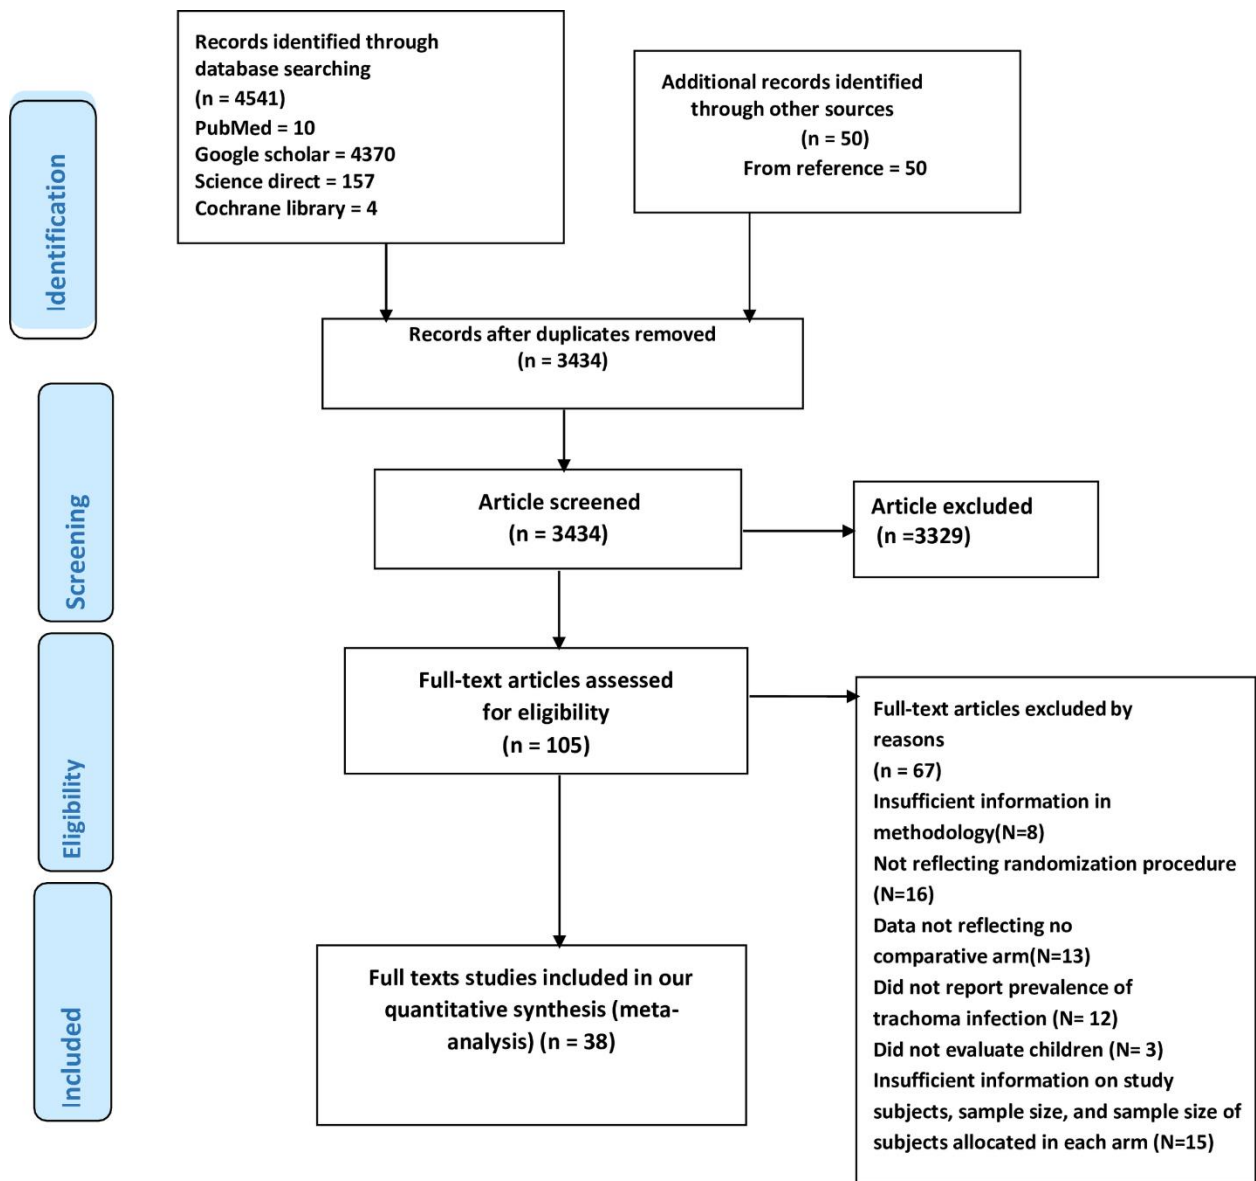 Identification
Records identified through
database searching
(n = 4541)
PubMed = 10
Google scholar = 4370
Science direct = 157
Cochrane library = 4
Additional records identified
through other sources
(n = 50)
From reference = 50
Records after duplicates removed
(n = 3434)
Screening
Article screened
(n = 3434)
Article excluded
(n =3329)
Eligibility
Full-text articles assessed
for eligibility
(n = 105)
Full-text articles excluded by
reasons
(n = 67)
Insufficient information in
methodology(N=8)
Not reflecting randomization procedure
(N=16)
Data not reflecting no
comparative arm(N=13)
Did not report prevalence of
trachoma infection (N= 12)
Did not evaluate children (N= 3)
Insufficient information on study
subjects, sample size, and sample size of
subjects allocated in each arm (N=15)
Included
Full texts studies included in our
quantitative synthesis (meta-
analysis) (n = 38)